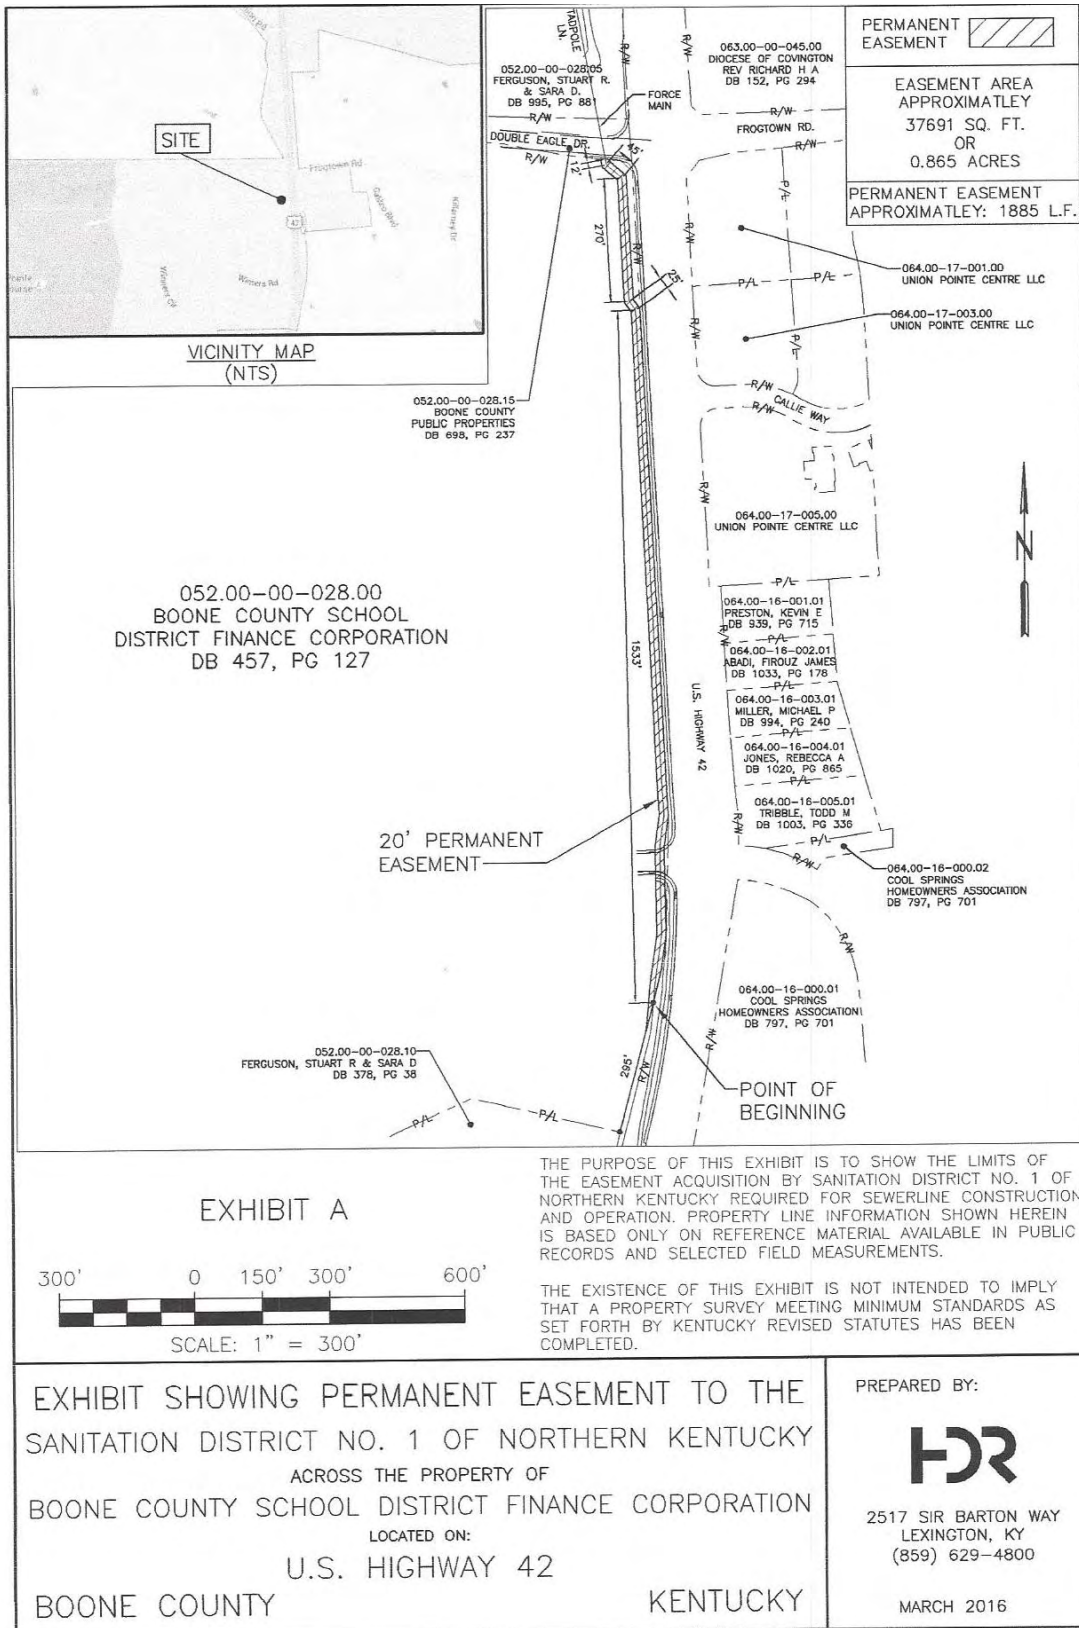 SITE
Frogtown Rd
42
Winners Rd
VICINITY MAP
(NTS)
TADPOLE
LN.
R/W
R/W
052.00-00-028.05
FERGUSON, STUART R.
& SARA D.
DB 995, PG 881
R/W
FORCE
MAIN
063.00-00-045.00
DIOCESE OF COVINGTON
REV RICHARD H A
DB 152, PG 294
R/W
FROGTOWN RD.
R/W
DOUBLE EAGLE DR.
R/W
12'
45'
PERMANENT
EASEMENT
EASEMENT AREA
APPROXIMATLEY
37691 SQ. FT.
OR
0.865 ACRES
PERMANENT EASEMENT
APPROXIMATLEY: 1885 L.F.
270'
R/W
R/W
P/L
25'
064.00-17-001.00
UNION POINTE CENTRE LLC
P/L
P/L
064.00-17-003.00
UNION POINTE CENTRE LLC
R/W
P/L
R/W
CALLIE WAY
R/W
052.00-00-028.15
BOONE COUNTY
PUBLIC PROPERTIES
DB 698, PG 237
R/W
064.00-17-005.00
UNION POINTE CENTRE LLC
N
052.00-00-028.00
BOONE COUNTY SCHOOL
DISTRICT FINANCE CORPORATION
DB 457, PG 127
1533'
U.S. HIGHWAY 42
P/L
064.00-16-001.01
PRESTON, KEVIN E
DB 939, PG 715
R/W
P/L
064.00-16-002.01
ABADI, FIROUZ JAMES
DB 1033, PG 178
P/L
064.00-16-003.01
MILLER, MICHAEL P
DB 994, PG 240
P/L
064.00-16-004.01
JONES, REBECCA A
DB 1020, PG 865
P/L
064.00-16-005.01
TRIBBLE, TODD M
DB 1003, PG 336
R/W
P/L
R/W
20' PERMANENT
EASEMENT
064.00-16-000.02
COOL SPRINGS
HOMEOWNERS ASSOCIATION
DB 797, PG 701
R/W
064.00-16-000.01
COOL SPRINGS
HOMEOWNERS ASSOCIATION
DB 797, PG 701
R/W
052.00-00-028.10
FERGUSON, STUART R & SARA D
DB 378, PG 38
295'
R/W
POINT OF
BEGINNING
P/L
P/L
EXHIBIT A
300' 0 150' 300' 600'
SCALE: 1" = 300'
THE PURPOSE OF THIS EXHIBIT IS TO SHOW THE LIMITS OF
THE EASEMENT ACQUISITION BY SANITATION DISTRICT NO. 1 OF
NORTHERN KENTUCKY REQUIRED FOR SEWERLINE CONSTRUCTION
AND OPERATION. PROPERTY LINE INFORMATION SHOWN HEREIN
IS BASED ONLY ON REFERENCE MATERIAL AVAILABLE IN PUBLIC
RECORDS AND SELECTED FIELD MEASUREMENTS.
THE EXISTENCE OF THIS EXHIBIT IS NOT INTENDED TO IMPLY
THAT A PROPERTY SURVEY MEETING MINIMUM STANDARDS AS
SET FORTH BY KENTUCKY REVISED STATUTES HAS BEEN
COMPLETED.
EXHIBIT SHOWING PERMANENT EASEMENT TO THE
SANITATION DISTRICT NO. 1 OF NORTHERN KENTUCKY
ACROSS THE PROPERTY OF
BOONE COUNTY SCHOOL DISTRICT FINANCE CORPORATION
LOCATED ON:
U.S. HIGHWAY 42
BOONE COUNTY KENTUCKY
PREPARED BY:
HDR
2517 SIR BARTON WAY
LEXINGTON, KY
(859) 629-4800
MARCH 2016